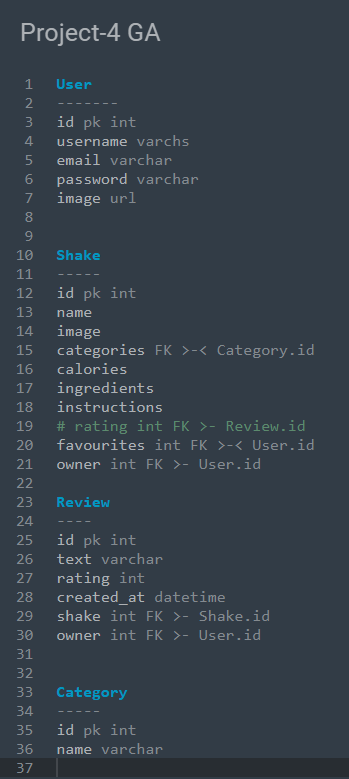 Project-4 GA
1 User
2 -------
3 id pk int
4 username varchs
5 email varchar
6 password varchar
7 image url
8
9
10 Shake
11 -----
12 id pk int
13 name
14 image
15 categories FK >-< Category.id
16 calories
17 ingredients
18 instructions
19 # rating int FK >- Review.id
20 favourites int FK >-< User.id
21 owner int FK >- User.id
22
23 Review
24 ----
25 id pk int
26 text varchar
27 rating int
28 created_at datetime
29 shake int FK >- Shake.id
30 owner int FK >- User.id
31
32
33 Category
34 -----
35 id pk int
36 name varchar
37